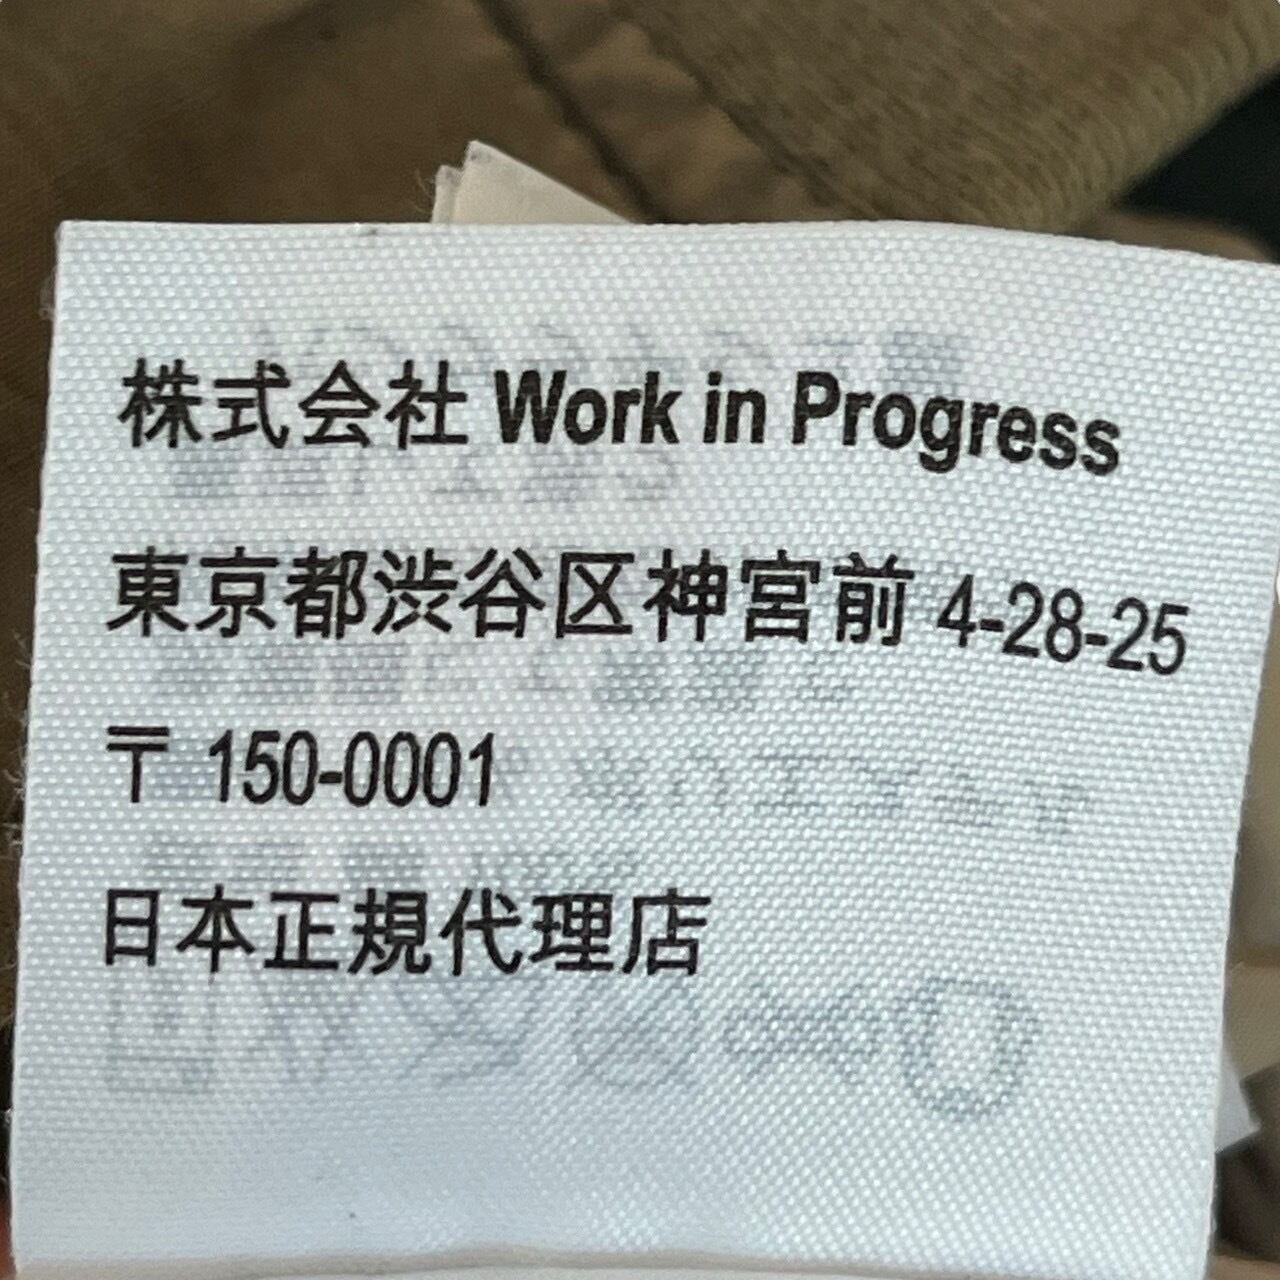 株式会社 Work in Progress
東京都渋谷区神宮前 4-28-25
〒 150-0001
日本正規代理店